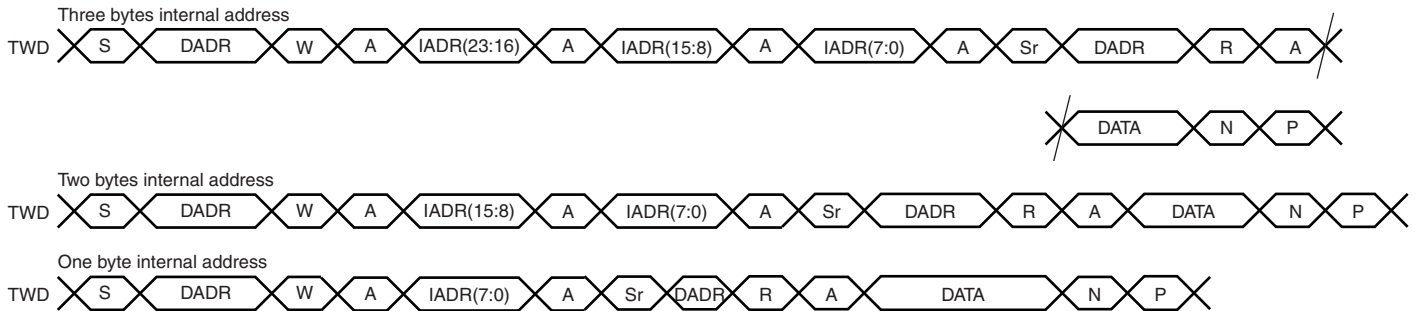 Three bytes internal address
TWD S DADR W A IADR(23:16) A IADR(15:8) A IADR(7:0) A Sr DADR R A
DATA N P
Two bytes internal address
TWD S DADR W A IADR(15:8) A IADR(7:0) A Sr DADR R A DATA N P
One byte internal address
TWD S DADR W A IADR(7:0) A Sr DADR R A DATA N P